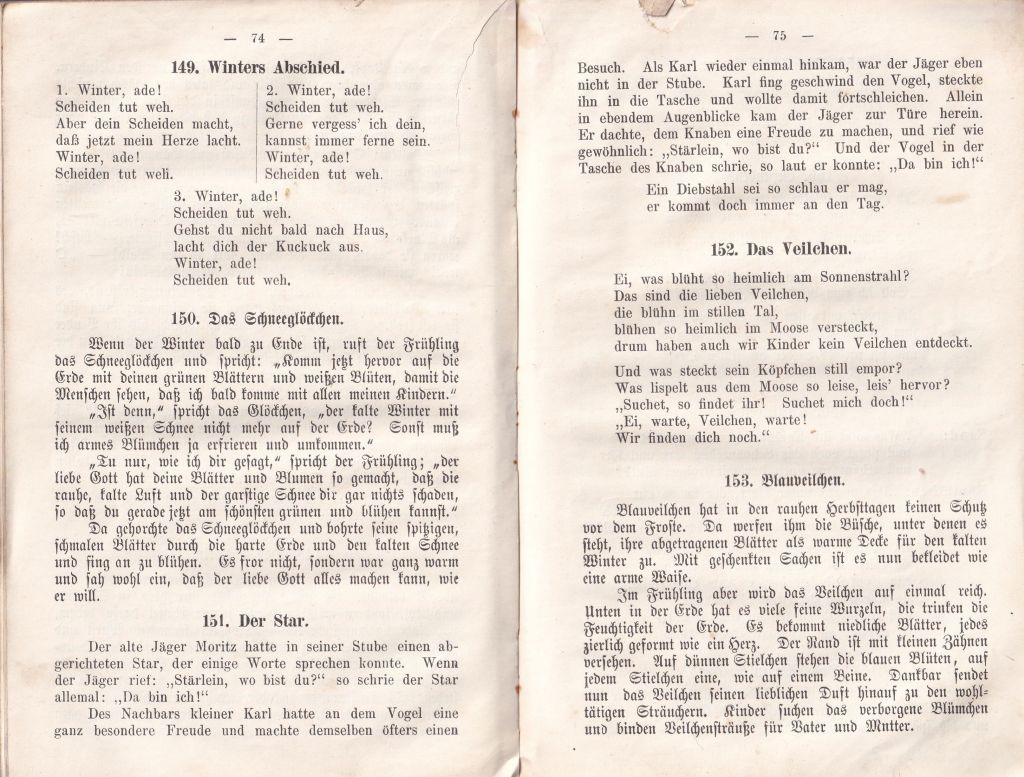 — 74 —
149. Winters Abschied.
1. Winter, ade!
Scheiden tut weh.
Aber dein Scheiden macht,
daß jetzt mein Herze lacht.
Winter, ade!
Scheiden tut weh.
2. Winter, ade!
Scheiden tut weh.
Gerne vergess' ich dein,
kannst immer ferne sein.
Winter, ade!
Scheiden tut weh.
3. Winter, ade!
Scheiden tut weh.
Gehst du nicht bald nach Haus,
lacht dich der Kuckuck aus.
Winter, ade!
Scheiden tut weh.
150. Das Schneeglöckchen.
Wenn der Winter bald zu Ende ist, ruft der Frühling
das Schneeglöckchen und spricht: „Komm jetzt hervor auf die
Erde mit deinen grünen Blättern und weißen Blüten, damit die
Menschen sehen, daß ich bald komme mit allen meinen Kindern.“
„Ist denn,“ spricht das Glöckchen, „der kalte Winter mit
seinem weißen Schnee nicht mehr auf der Erde? Sonst muß
ich armes Blümchen ja erfrieren und umkommen.“
„Tu nur, wie ich dir gesagt,“ spricht der Frühling; „der
liebe Gott hat deine Blätter und Blumen so gemacht, daß die
rauhe, kalte Luft und der garstige Schnee dir gar nichts schaden,
so daß du gerade jetzt am schönsten grünen und blühen kannst.“
Da gehorchte das Schneeglöckchen und bohrte seine spitzigen,
schmalen Blätter durch die harte Erde und den kalten Schnee
und fing an zu blühen. Es fror nicht, sondern war ganz warm
und sah wohl ein, daß der liebe Gott alles machen kann, wie
er will.
151. Der Star.
Der alte Jäger Moritz hatte in seiner Stube einen ab-
gerichteten Star, der einige Worte sprechen konnte. Wenn
der Jäger rief: „Stärlein, wo bist du?“ so schrie der Star
allemal: „Da bin ich!“
Des Nachbars kleiner Karl hatte an dem Vogel eine
ganz besondere Freude und machte demselben öfters einen
— 75 —
Besuch. Als Karl wieder einmal hinkam, war der Jäger eben
nicht in der Stube. Karl fing geschwind den Vogel, steckte
ihn in die Tasche und wollte damit fortschleichen. Allein
in ebendem Augenblicke kam der Jäger zur Türe herein.
Er dachte, dem Knaben eine Freude zu machen, und rief wie
gewöhnlich: „Stärlein, wo bist du?“ Und der Vogel in der
Tasche des Knaben schrie, so laut er konnte: „Da bin ich!“
Ein Diebstahl sei so schlau er mag,
er kommt doch immer an den Tag.
152. Das Veilchen.
Ei, was blüht so heimlich am Sonnenstrahl?
Das sind die lieben Veilchen,
die blühn im stillen Tal,
blühen so heimlich im Moose versteckt,
drum haben auch wir Kinder kein Veilchen entdeckt.
Und was steckt sein Köpfchen still empor?
Was lispelt aus dem Moose so leise, leis' hervor?
„Suchet, so findet ihr! Suchet mich doch!“
„Ei, warte, Veilchen, warte!
Wir finden dich noch.“
153. Blauveilchen.
Blauveilchen hat in den rauhen Herbsttagen keinen Schutz
vor dem Froste. Da werfen ihm die Büsche, unter denen es
steht, ihre abgetragenen Blätter als warme Decke für den kalten
Winter zu. Mit geschenkten Sachen ist es nun bekleidet wie
eine arme Waise.
Im Frühling aber wird das Veilchen auf einmal reich.
Unten in der Erde hat es viele feine Wurzeln, die trinken die
Feuchtigkeit der Erde. Es bekommt niedliche Blätter, jedes
zierlich geformt wie ein Herz. Der Rand ist mit kleinen Zähnen
versehen. Auf dünnen Stielchen stehen die blauen Blüten, auf
jedem Stielchen eine, wie auf einem Beine. Dankbar sendet
nun das Veilchen seinen lieblichen Duft hinauf zu den wohl-
tätigen Sträuchern. Kinder suchen das verborgene Blümchen
und binden Veilchensträuße für Vater und Mutter.